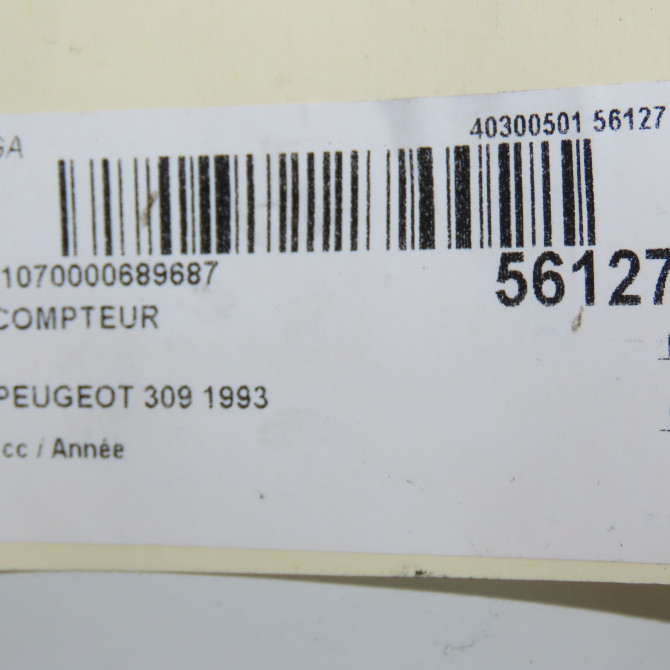 GA
40300501 56127
1070000689687
56127
COMPTEUR
PEUGEOT 309 1993
cc / Année